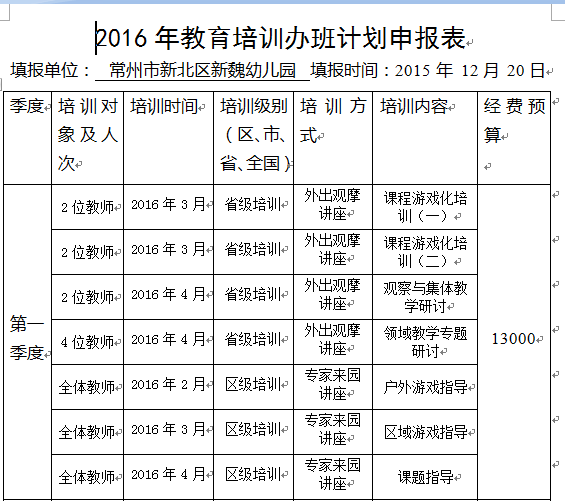 2016年教育培训办班计划申报表
填报单位： 常州市新北区新魏幼儿园 填报时间：2015 年 12 月 20 日
季度 培训对象及人次 培训时间 培训级别（区、市、省、全国） 培训方式 培训内容 经费预算
第一季度 13000
2 位教师 2016 年 3 月 省级培训 外出观摩讲座 课程游戏化培训（一）
2 位教师 2016 年 3 月 省级培训 外出观摩讲座 课程游戏化培训（二）
2 位教师 2016 年 4 月 省级培训 外出观摩讲座 观察与集体教学研讨
4 位教师 2016 年 4 月 省级培训 外出观摩讲座 领域教学专题研讨
全体教师 2016 年 2 月 区级培训 专家来园讲座 户外游戏指导
全体教师 2016 年 3 月 区级培训 专家来园讲座 区域游戏指导
全体教师 2016 年 4 月 区级培训 专家来园讲座 课题指导